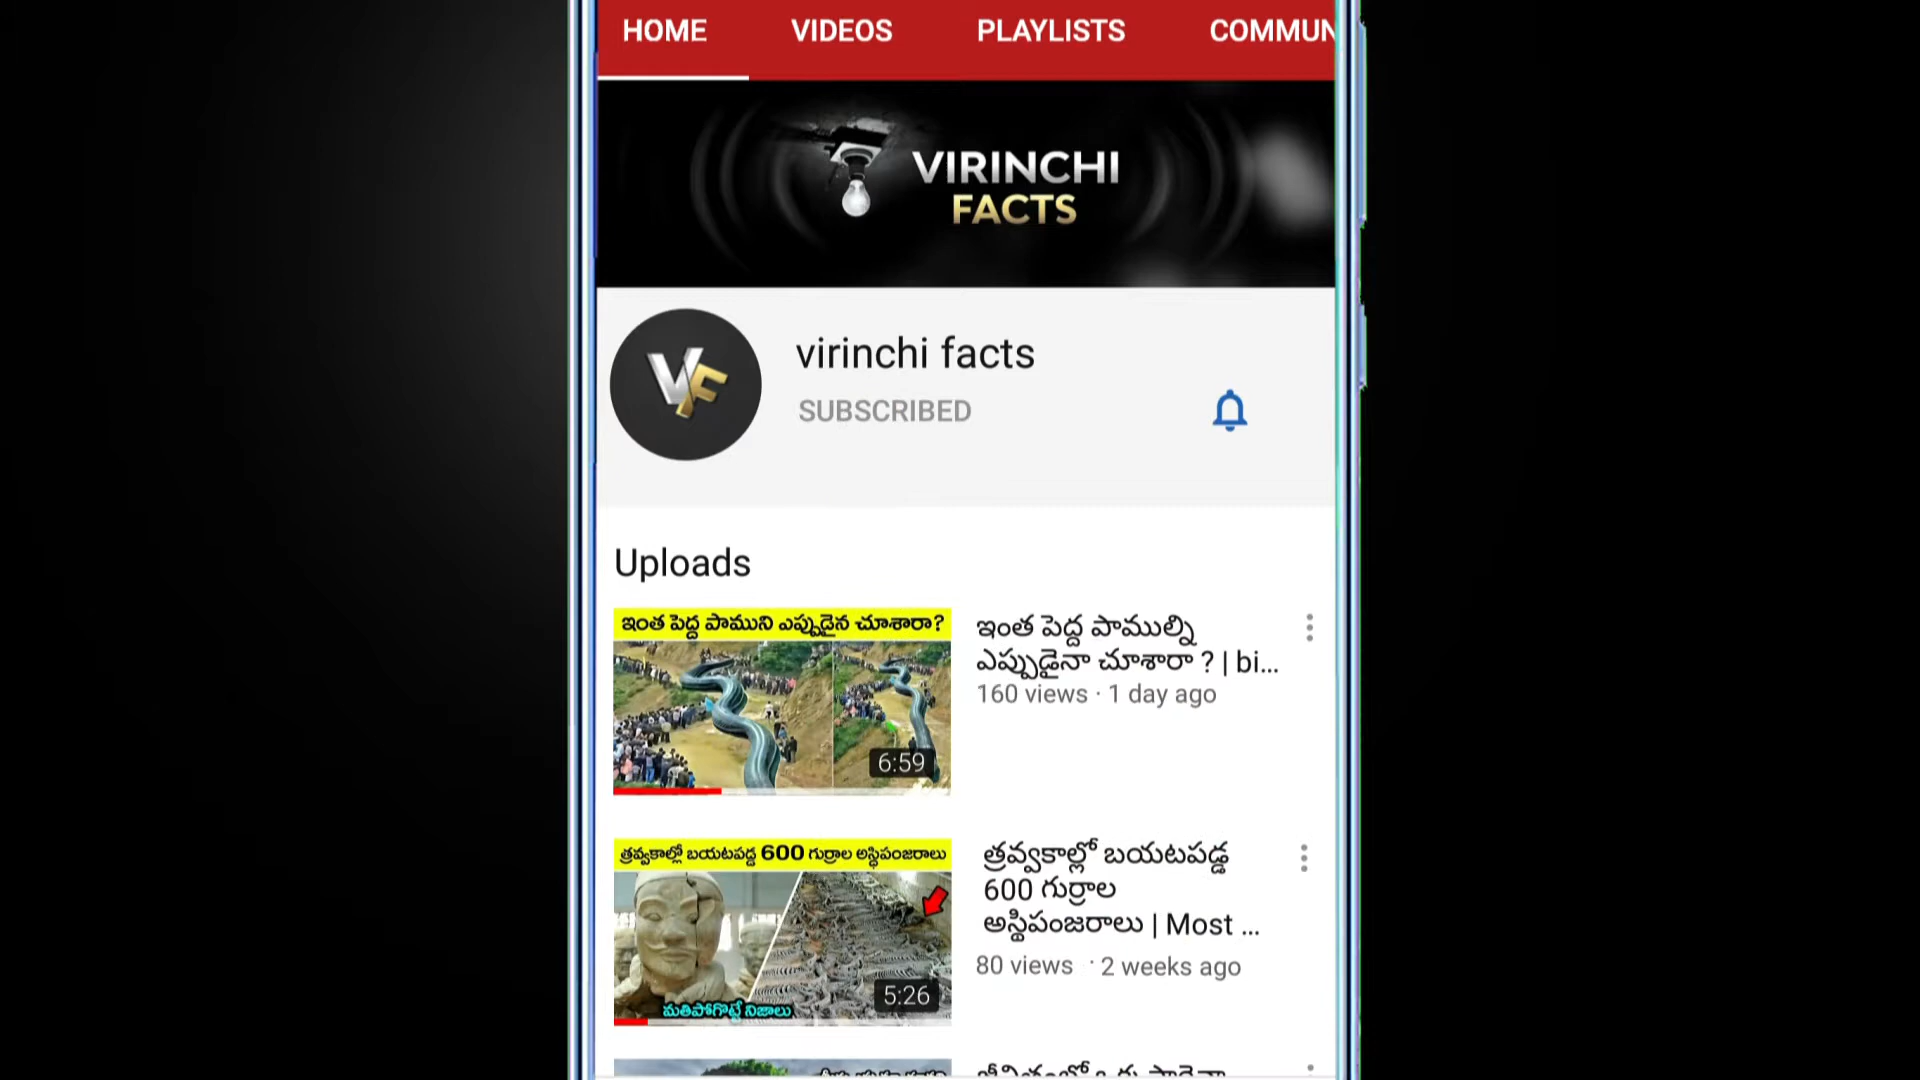 HOME VIDEOS PLAYLISTS COMMUN
VIRINCHI
FACTS
VF
virinchi facts
SUBSCRIBED
Uploads
ఇంత పెద్ద పాముని ఎప్పుడైన చూశారా?
6:59
ఇంత పెద్ద పాముల్ని
ఎప్పుడైనా చూశారా ? | bi...
160 views · 1 day ago
త్రవ్వకాల్లో బయటపడ్డ 600 గుర్రాల అస్థిపంజరాలు
మతిపోగొట్టే నిజాలు
5:26
త్రవ్వకాల్లో బయటపడ్డ
600 గుర్రాల
అస్థిపంజరాలు | Most ...
80 views · 2 weeks ago